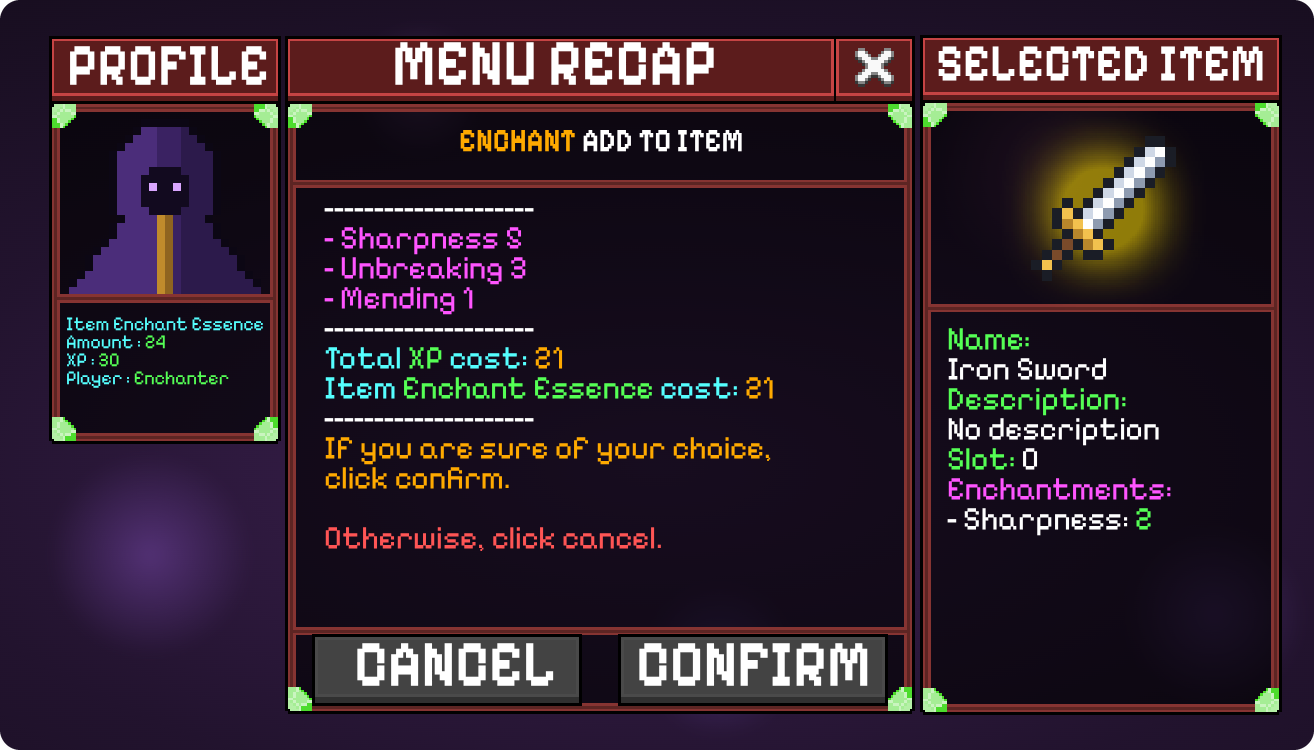 PROFILE
MENU RECAP
SELECTED ITEM
ENCHANT ADD TO ITEM
---------------------
- Sharpness 5
- Unbreaking 3
- Mending 1
---------------------
Total XP cost: 21
Item Enchant Essence cost: 21
---------------------
If you are sure of your choice,
click confirm.
Otherwise, click cancel.
CANCEL
CONFIRM
Item Enchant Essence
Amount : 24
XP : 30
Player : Enchanter
Name:
Iron Sword
Description:
No description
Slot: 0
Enchantments:
- Sharpness: 2